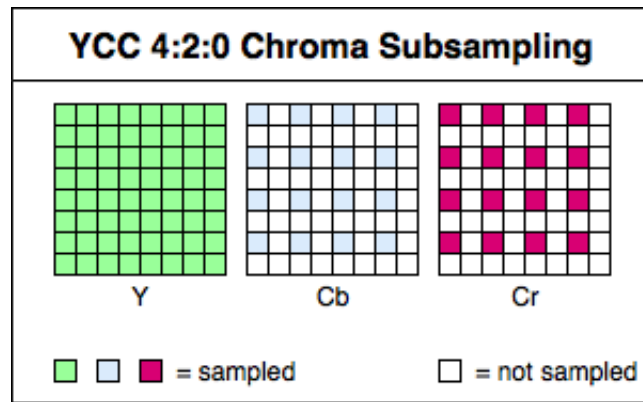 YCC 4:2:0 Chroma Subsampling
Y Cb Cr
= sampled = not sampled